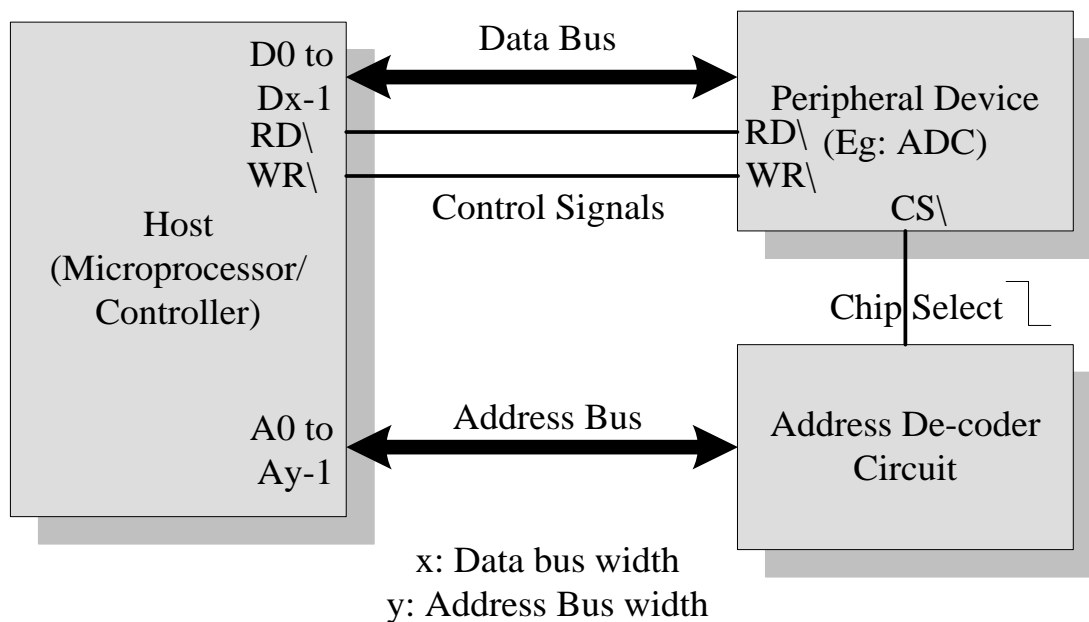 D0 to
Dx-1
RD\
WR\
Host
(Microprocessor/
Controller)
A0 to
Ay-1
Data Bus
Control Signals
Address Bus
Peripheral Device
(Eg: ADC)
RD\
WR\
CS\
Chip Select
Address De-coder
Circuit
x: Data bus width
y: Address Bus width